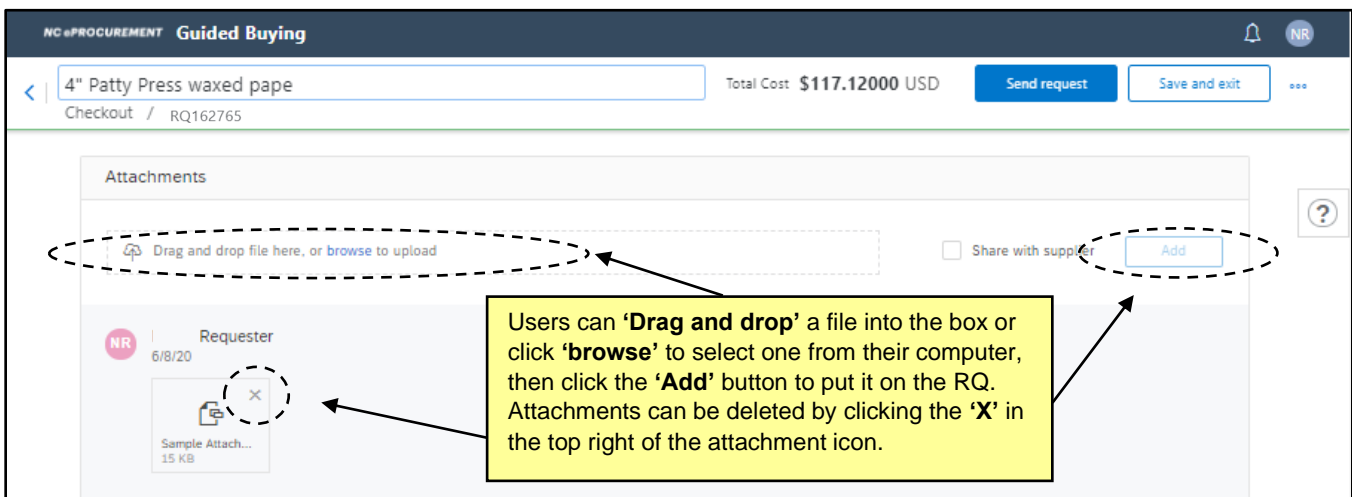 NC ePROCUREMENT Guided Buying
NR
4" Patty Press waxed pape
Total Cost $117.12000 USD
Send request
Save and exit
Checkout / RQ162765
Attachments
?
Drag and drop file here, or browse to upload
Share with supplier
Add
NR
Requester
6/8/20
Sample Attach...
15 KB
Users can ‘Drag and drop’ a file into the box or
click ‘browse’ to select one from their computer,
then click the ‘Add’ button to put it on the RQ.
Attachments can be deleted by clicking the ‘X’ in
the top right of the attachment icon.